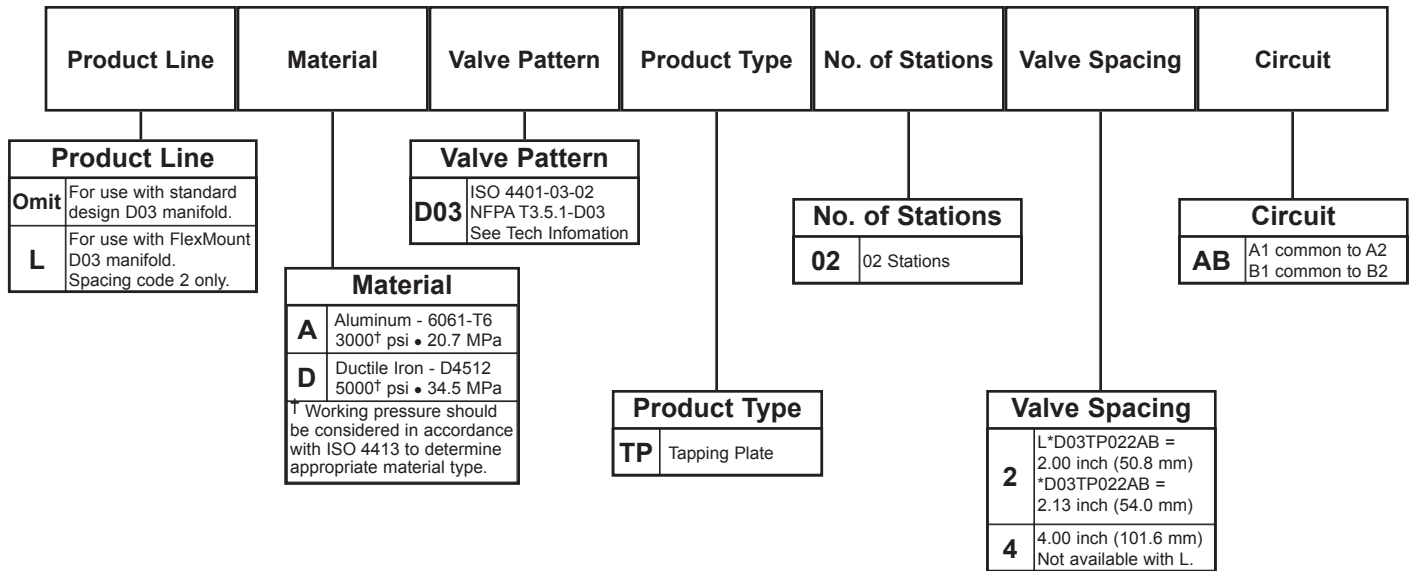 Product Line
Material
Valve Pattern
Product Type
No. of Stations
Valve Spacing
Circuit
Product Line
Omit
For use with standard
design D03 manifold.
L
For use with FlexMount
D03 manifold.
Spacing code 2 only.
Material
A
Aluminum - 6061-T6
3000† psi • 20.7 MPa
D
Ductile Iron - D4512
5000† psi • 34.5 MPa
† Working pressure should
be considered in accordance
with ISO 4413 to determine
appropriate material type.
Valve Pattern
D03
ISO 4401-03-02
NFPA T3.5.1-D03
See Tech Infomation
Product Type
TP
Tapping Plate
No. of Stations
02
02 Stations
Valve Spacing
2
L*D03TP022AB =
2.00 inch (50.8 mm)
*D03TP022AB =
2.13 inch (54.0 mm)
4
4.00 inch (101.6 mm)
Not available with L.
Circuit
AB
A1 common to A2
B1 common to B2